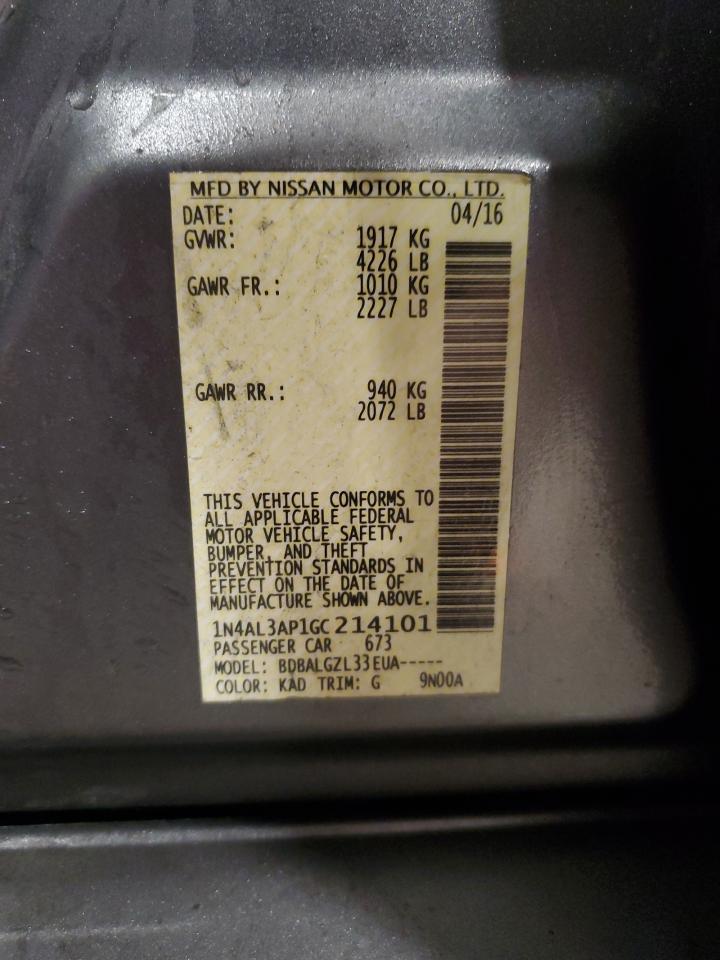 MFD BY NISSAN MOTOR CO., LTD.
DATE: 04/16
GVWR: 1917 KG
4226 LB
GAWR FR.: 1010 KG
2227 LB
GAWR RR.: 940 KG
2072 LB
THIS VEHICLE CONFORMS TO
ALL APPLICABLE FEDERAL
MOTOR VEHICLE SAFETY,
BUMPER, AND THEFT
PREVENTION STANDARDS IN
EFFECT ON THE DATE OF
MANUFACTURE SHOWN ABOVE.
1N4AL3AP1GC214101
PASSENGER CAR 673
MODEL: BDBALGZL33EUA-----
COLOR: KAD TRIM: G 9N00A